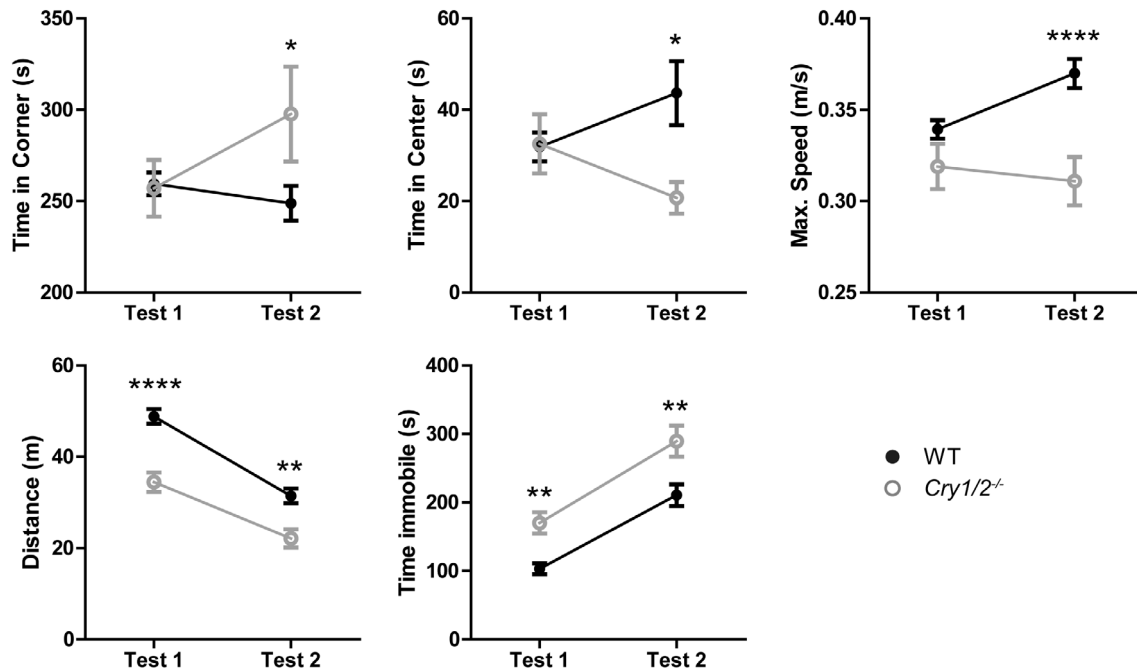 Time in Corner (s)
350
300
250
200
*
Test 1 Test 2
Time in Center (s)
60
40
20
0
*
Test 1 Test 2
Max. Speed (m/s)
0.40
0.35
0.30
0.25
****
Test 1 Test 2
Distance (m)
60
40
20
0
****
**
Test 1 Test 2
Time immobile (s)
400
300
200
100
0
**
**
Test 1 Test 2
WT
Cry1/2-/-